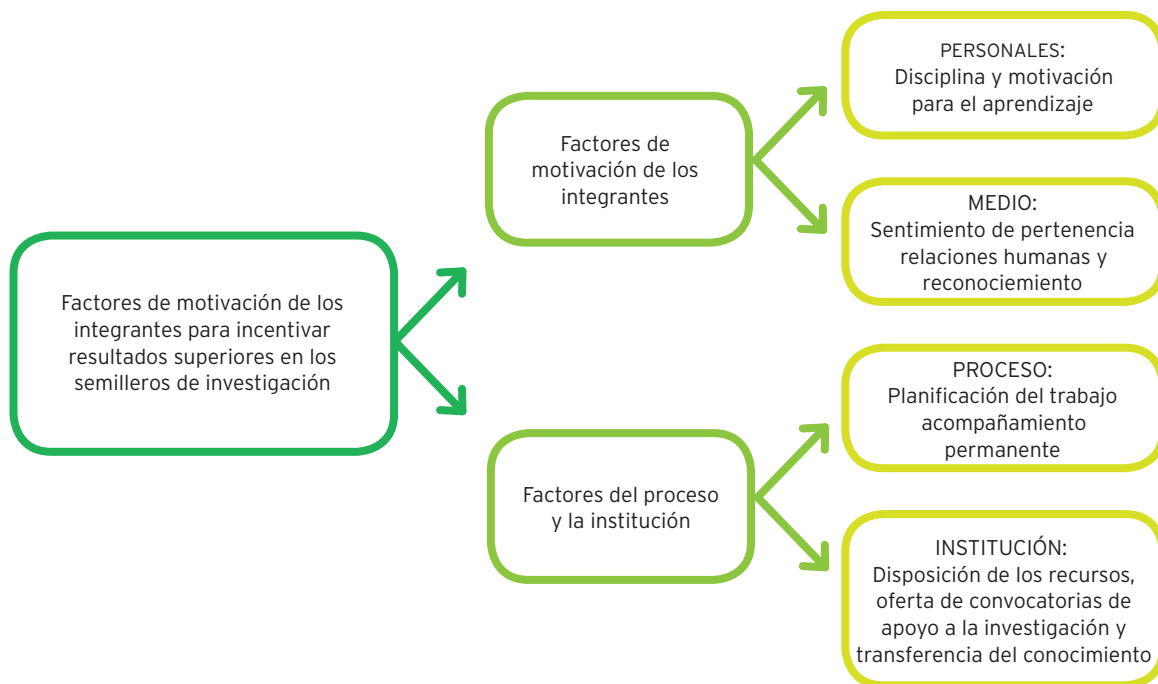 Factores de motivación de los
integrantes para incentivar
resultados superiores en los
semilleros de investigación
Factores de
motivación de los
integrantes
PERSONALES:
Disciplina y motivación
para el aprendizaje
MEDIO:
Sentimiento de pertenencia
relaciones humanas y
reconociemiento
Factores del proceso
y la institución
PROCESO:
Planificación del trabajo
acompañamiento
permanente
INSTITUCIÓN:
Disposición de los recursos,
oferta de convocatorias de
apoyo a la investigación y
transferencia del conocimiento